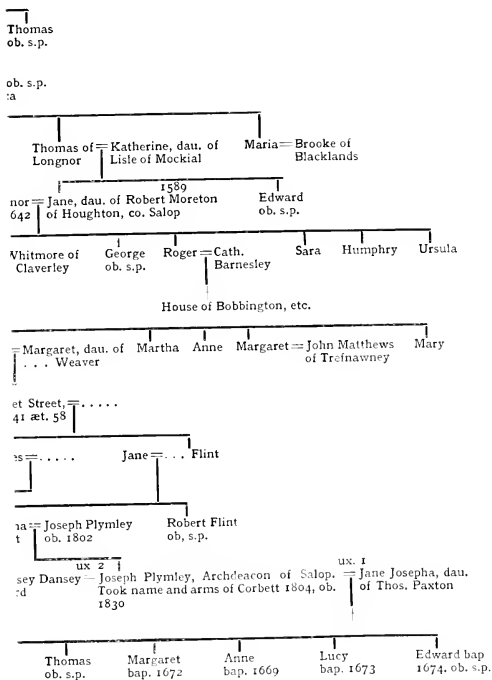 Thomas
ob. s.p.
ob. s.p.
:a
Thomas of = Katherine, dau. of Maria = Brooke of
Longnor Lisle of Mockial Blacklands
1589
nor = Jane, dau. of Robert Moreton Edward
642 of Houghton, co. Salop ob. s.p.
Whitmore of George Roger = Cath. Sara Humphry Ursula
Claverley ob. s.p. Barnesley
House of Bobbington, etc.
= Margaret, dau. of Martha Anne Margaret = John Matthews Mary
. . . Weaver of Trefnawney
et Street, = . . . . .
41 æt. 58
es = . . . . . Jane = . . . Flint
na = Joseph Plymley Robert Flint
t ob. 1802 ob, s.p.
ux 2 ux. 1
sey Dansey = Joseph Plymley, Archdeacon of Salop. = Jane Josepha, dau.
rd Took name and arms of Corbett 1804, ob. of Thos. Paxton
1830
Thomas Margaret Anne Lucy Edward bap
ob. s.p. bap. 1672 bap. 1669 bap. 1673 1674. ob. s.p.